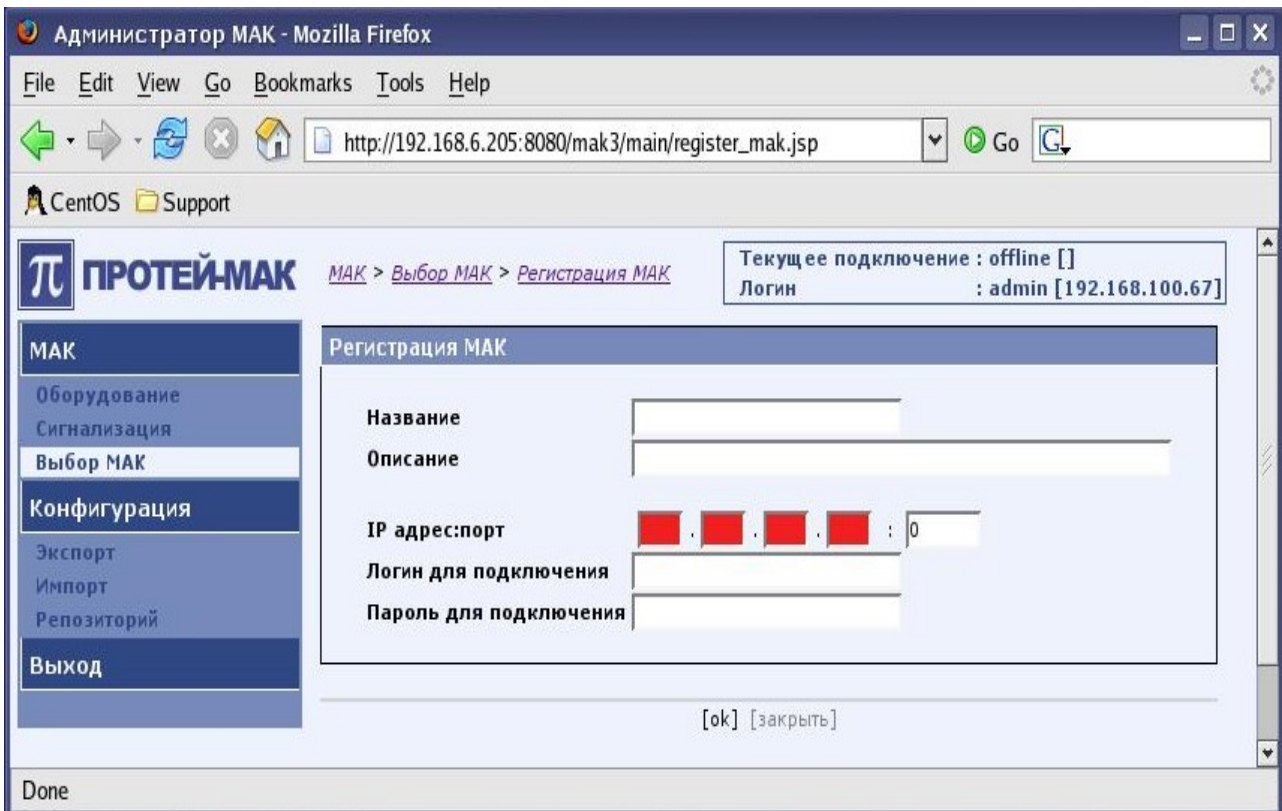 Администратор МАК - Mozilla Firefox
File Edit View Go Bookmarks Tools Help
http://192.168.6.205:8080/mak3/main/register_mak.jsp Go G
CentOS Support
π ПРОТЕЙ-МАК
МАК > Выбор МАК > Регистрация МАК
Текущее подключение : offline []
Логин : admin [192.168.100.67]
МАК
Оборудование
Сигнализация
Выбор МАК
Конфигурация
Экспорт
Импорт
Репозиторий
Выход
Регистрация МАК
Название
Описание
IP адрес:порт . . . : 0
Логин для подключения
Пароль для подключения
[ok] [закрыть]
Done